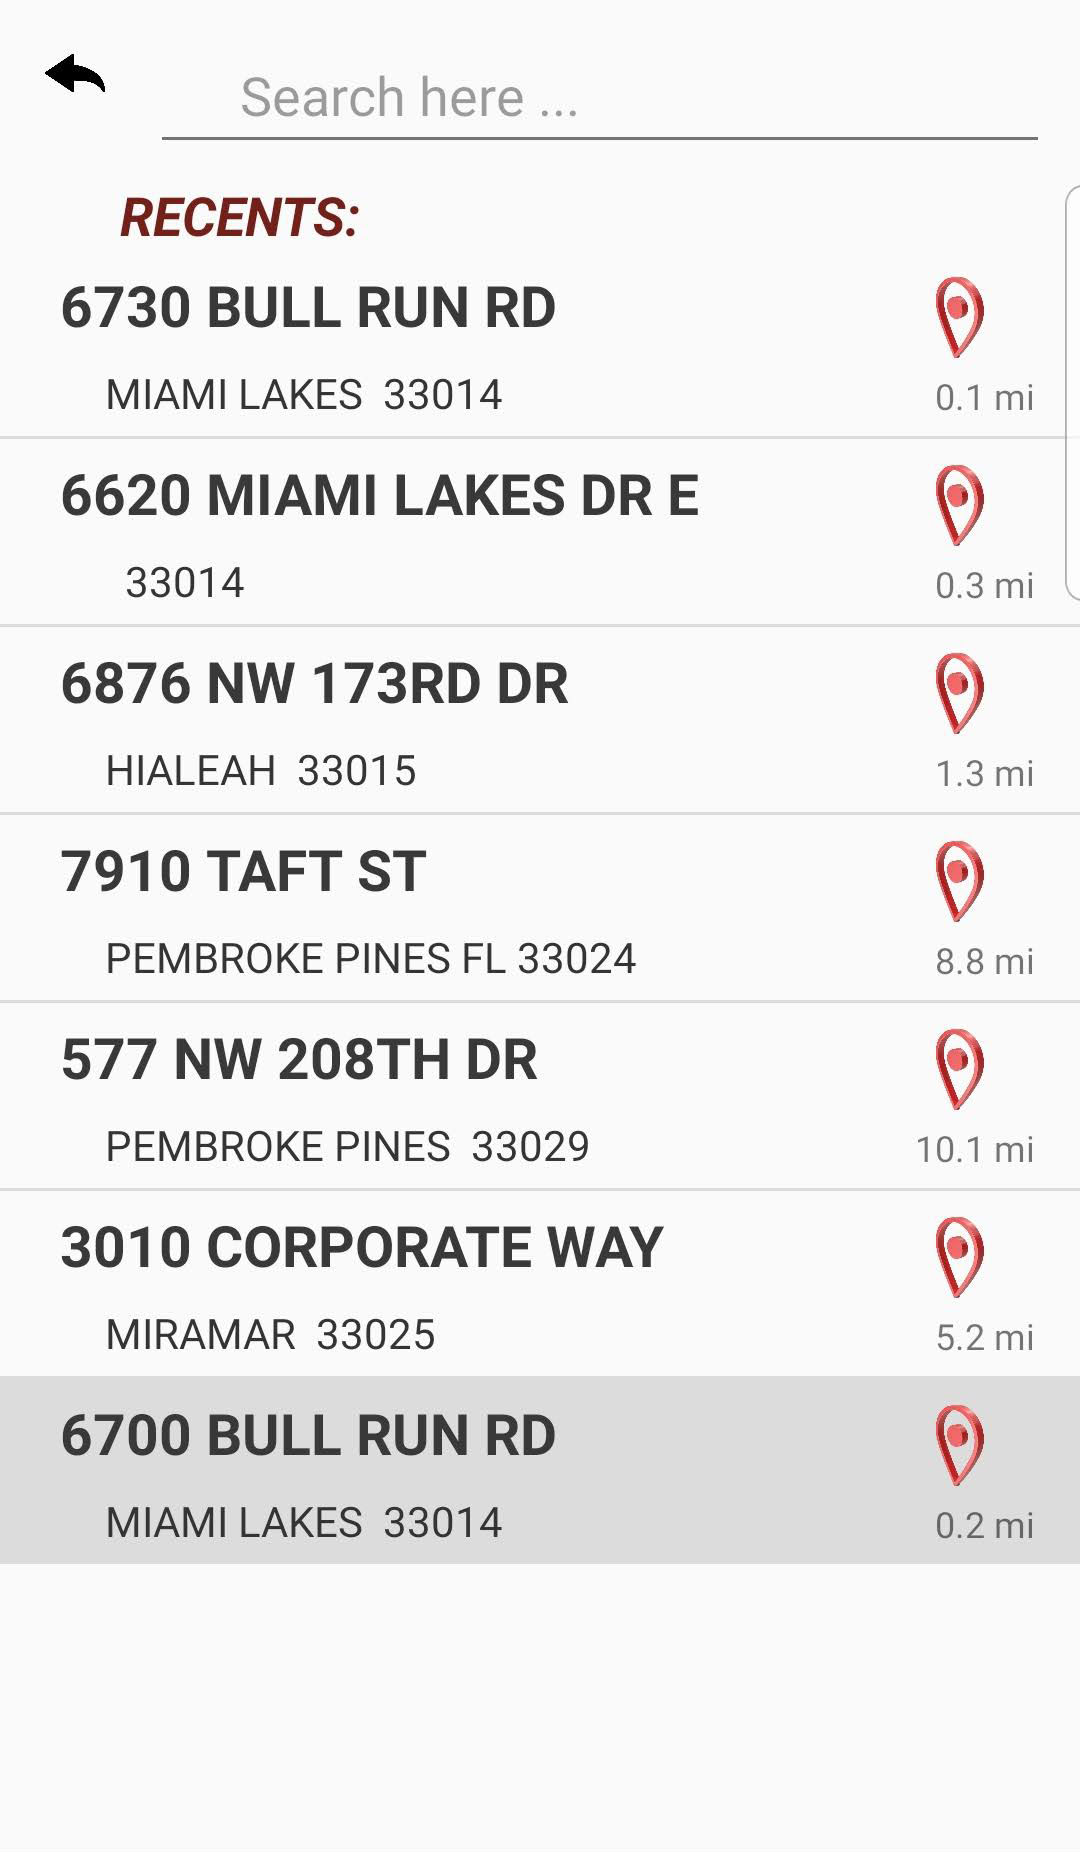 Search here ...
RECENTS:
6730 BULL RUN RD
MIAMI LAKES  33014
0.1 mi
6620 MIAMI LAKES DR E
33014
0.3 mi
6876 NW 173RD DR
HIALEAH  33015
1.3 mi
7910 TAFT ST
PEMBROKE PINES FL 33024
8.8 mi
577 NW 208TH DR
PEMBROKE PINES  33029
10.1 mi
3010 CORPORATE WAY
MIRAMAR  33025
5.2 mi
6700 BULL RUN RD
MIAMI LAKES  33014
0.2 mi